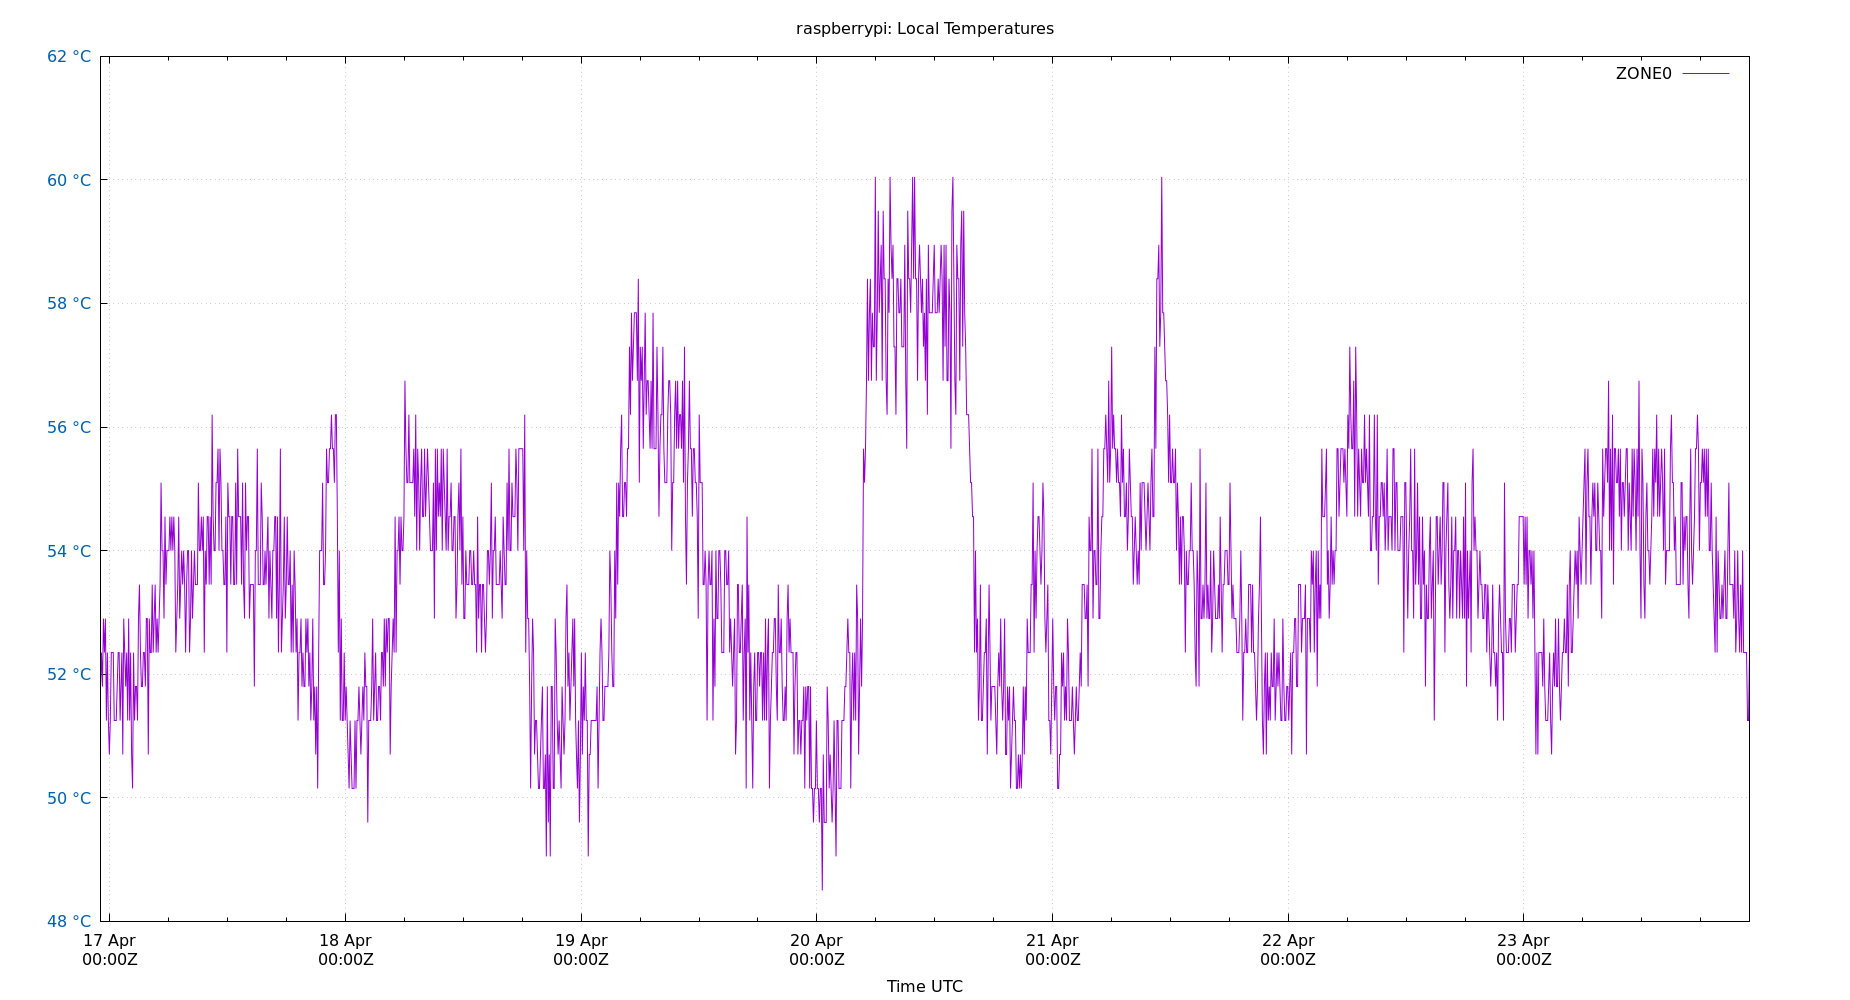 raspberrypi: Local Temperatures
62 °C
ZONE0
60 °C
58 °C
56 °C
54 °C
52 °C
50 °C
48 °C
17 Apr 18 Apr 19 Apr 20 Apr 21 Apr 22 Apr 23 Apr
00:00Z 00:00Z 00:00Z 00:00Z 00:00Z 00:00Z 00:00Z
Time UTC